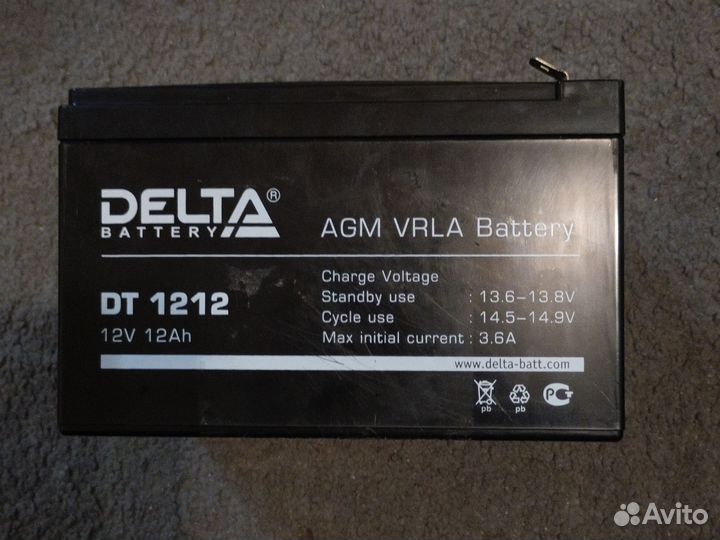 DELTA®
BATTERY
AGM VRLA Battery
DT 1212
12V 12Ah
Charge Voltage
Standby use : 13.6–13.8V
Cycle use : 14.5–14.9V
Max initial current : 3.6A
www.delta-batt.com
pb pb PG
Avito